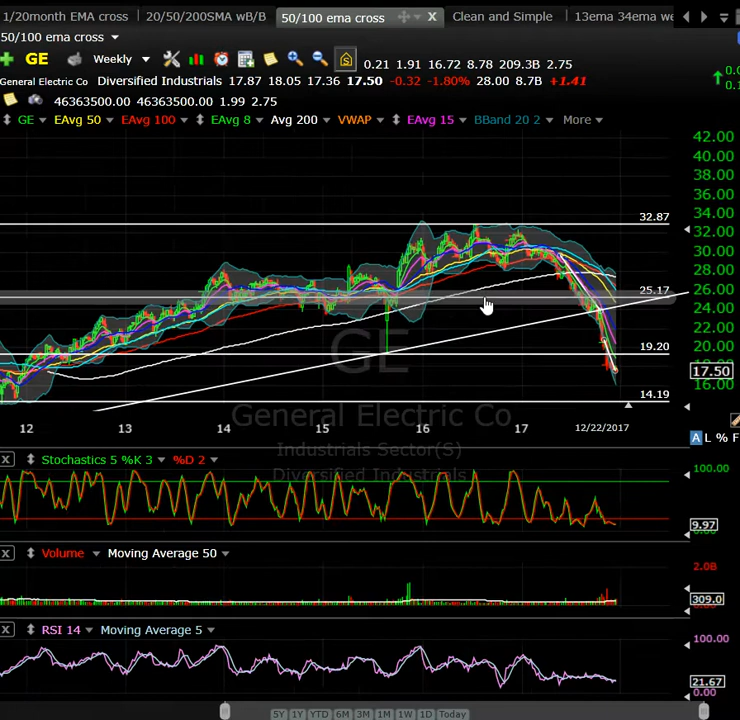 1/20month EMA cross 20/50/200SMA wB/B 50/100 ema cross Clean and Simple 13ema 34ema we
50/100 ema cross
GE Weekly 0.21 1.91 16.72 8.78 209.3B 2.75
General Electric Co Diversified Industrials 17.87 18.05 17.36 17.50 -0.32 -1.80% 28.00 8.7B +1.41
46363500.00 46363500.00 1.99 2.75
GE EAvg 50 EAvg 100 EAvg 8 Avg 200 VWAP EAvg 15 BBand 20 2 More
42.00
40.00
38.00
36.00
34.00
32.87
32.00
30.00
28.00
25.17
26.00
24.00
22.00
19.20
20.00
17.50
16.00
14.19
GE
General Electric Co
Industrials Sector(S)
Diversified Industrials
12 13 14 15 16 17 12/22/2017
A L % F
X Stochastics 5 %K 3 %D 2
100.00
9.97
X Volume Moving Average 50
2.0B
309.0
X RSI 14 Moving Average 5
100.00
21.67
0.00
5Y 1Y YTD 6M 3M 1M 1W 1D Today